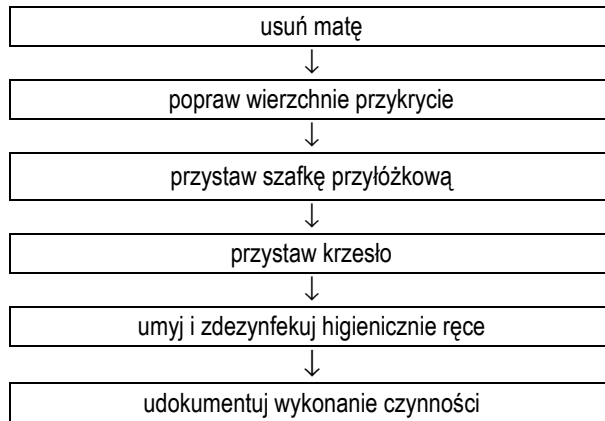 usuń matę
↓
popraw wierzchnie przykrycie
↓
przystaw szafkę przyłóżkową
↓
przystaw krzesło
↓
umyj i zdezynfekuj higienicznie ręce
↓
udokumentuj wykonanie czynności